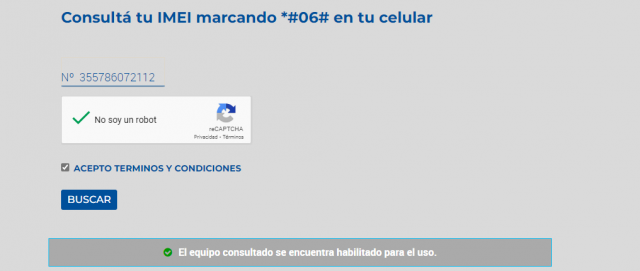 Consultá tu IMEI marcando *#06# en tu celular
Nº 355786072112
No soy un robot
reCAPTCHA
Privacidad - Términos
ACEPTO TERMINOS Y CONDICIONES
BUSCAR
El equipo consultado se encuentra habilitado para el uso.